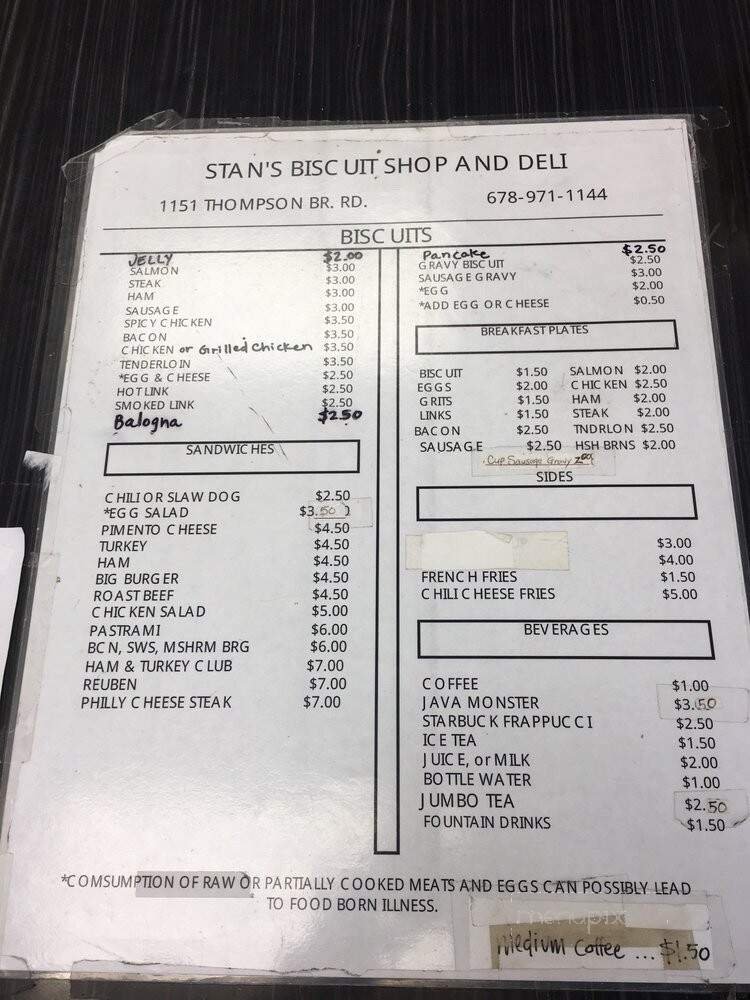 STAN'S BISCUIT SHOP AND DELI
1151 THOMPSON BR. RD. 678-971-1144
BISCUITS
JELLY $2.00
SALMON $3.00
STEAK $3.00
HAM $3.00
SAUSAGE $3.00
SPICY CHICKEN $3.50
BACON $3.50
CHICKEN or Grilled Chicken $3.50
TENDERLOIN $3.50
*EGG & CHEESE $2.50
HOT LINK $2.50
SMOKED LINK $2.50
Balogna $2.50
SANDWICHES
CHILI OR SLAW DOG $2.50
*EGG SALAD $3.50
PIMENTO CHEESE $4.50
TURKEY $4.50
HAM $4.50
BIG BURGER $4.50
ROAST BEEF $4.50
CHICKEN SALAD $5.00
PASTRAMI $6.00
BCN, SWS, MSHRM BRG $6.00
HAM & TURKEY CLUB $7.00
REUBEN $7.00
PHILLY CHEESE STEAK $7.00
Pancake $2.50
GRAVY BISCUIT $2.50
SAUSAGE GRAVY $3.00
*EGG $2.00
*ADD EGG OR CHEESE $0.50
BREAKFAST PLATES
BISCUIT $1.50 SALMON $2.00
EGGS $2.00 CHICKEN $2.50
GRITS $1.50 HAM $2.00
LINKS $1.50 STEAK $2.00
BACON $2.50 TNDRLON $2.50
SAUSAGE $2.50 HSH BRNS $2.00
. Cup Sausage Gravy 2.00
SIDES
$3.00
$4.00
FRENCH FRIES $1.50
CHILI CHEESE FRIES $5.00
BEVERAGES
COFFEE $1.00
JAVA MONSTER $3.50
STARBUCK FRAPPUCCI $2.50
ICE TEA $1.50
JUICE, or MILK $2.00
BOTTLE WATER $1.00
JUMBO TEA $2.50
FOUNTAIN DRINKS $1.50
*COMSUMPTION OF RAW OR PARTIALLY COOKED MEATS AND EGGS CAN POSSIBLY LEAD
TO FOOD BORN ILLNESS.
Medium Coffee ... $1.50